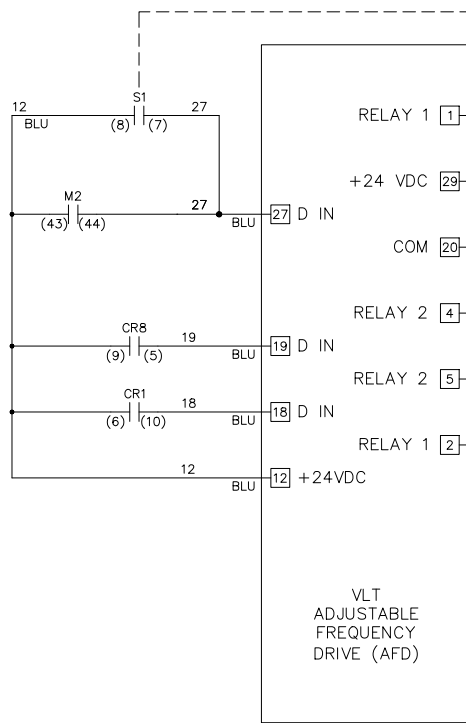 S1
12 27
BLU (8) (7)
RELAY 1 1
M2
+24 VDC 29
27
(43) (44) BLU 27 D IN
COM 20
RELAY 2 4
CR8 19
(9) (5) BLU 19 D IN
RELAY 2 5
CR1 18
(6) (10) BLU 18 D IN
RELAY 1 2
12
BLU 12 +24VDC
VLT
ADJUSTABLE
FREQUENCY
DRIVE (AFD)